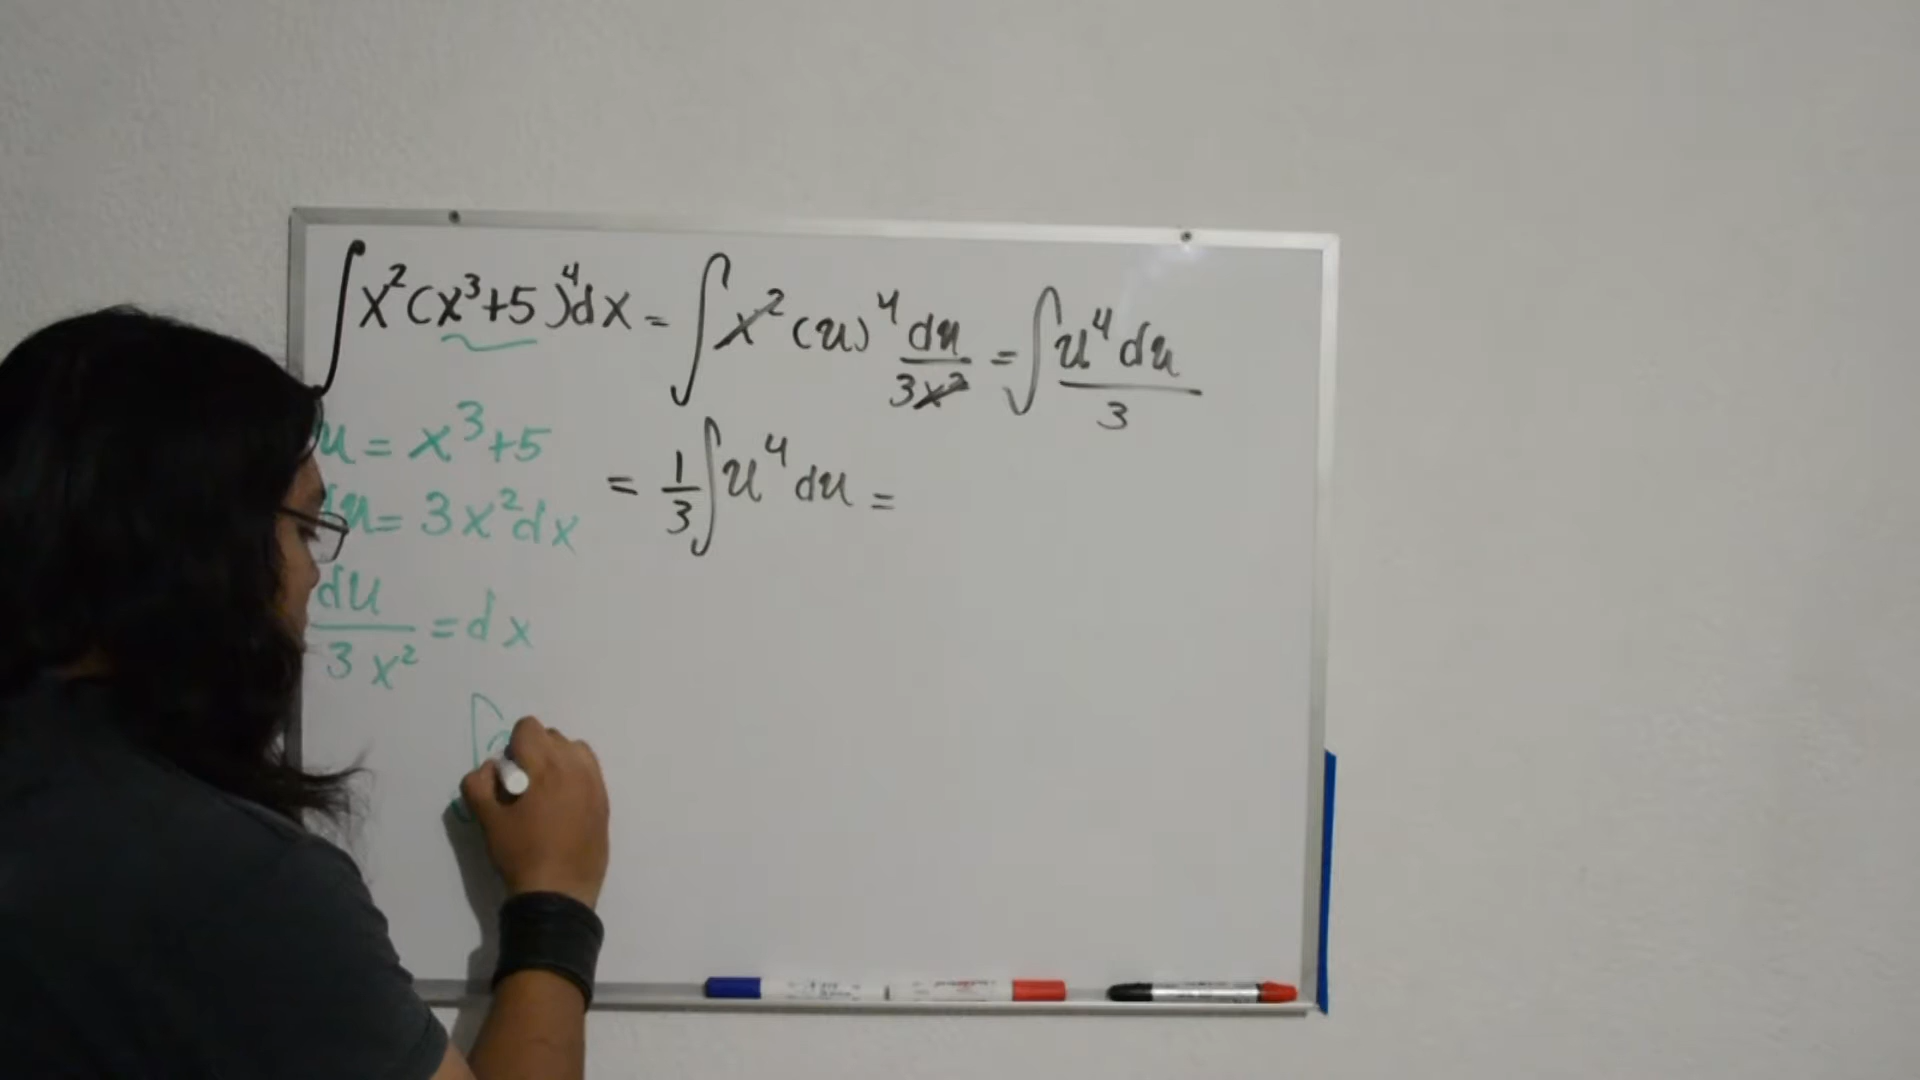 ∫x²(x³+5)⁴dx = ∫x²(u)⁴ du/3x² = ∫u⁴du/3
u = x³+5
= 1/3 ∫u⁴du =
du = 3x²dx
du/3x² = dx
∫